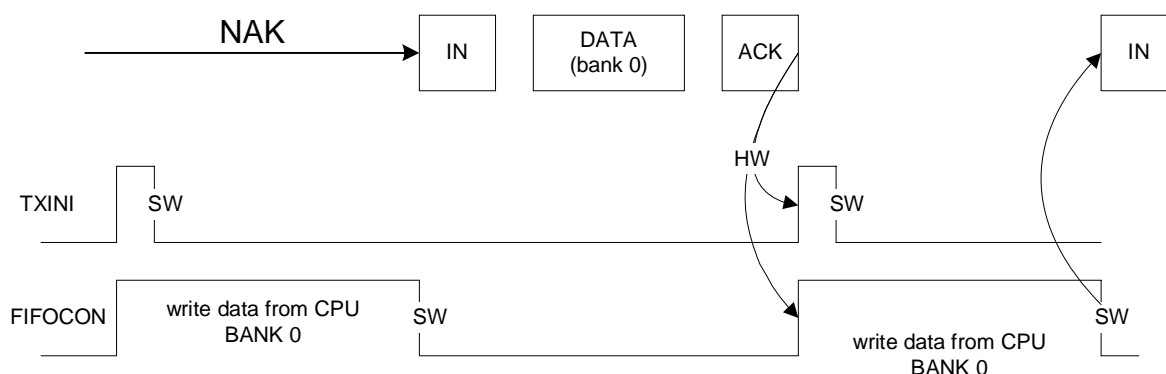 NAK
IN
DATA
(bank 0)
ACK
IN
HW
TXINI
SW
SW
FIFOCON
write data from CPU
BANK 0
SW
write data from CPU
BANK 0
SW